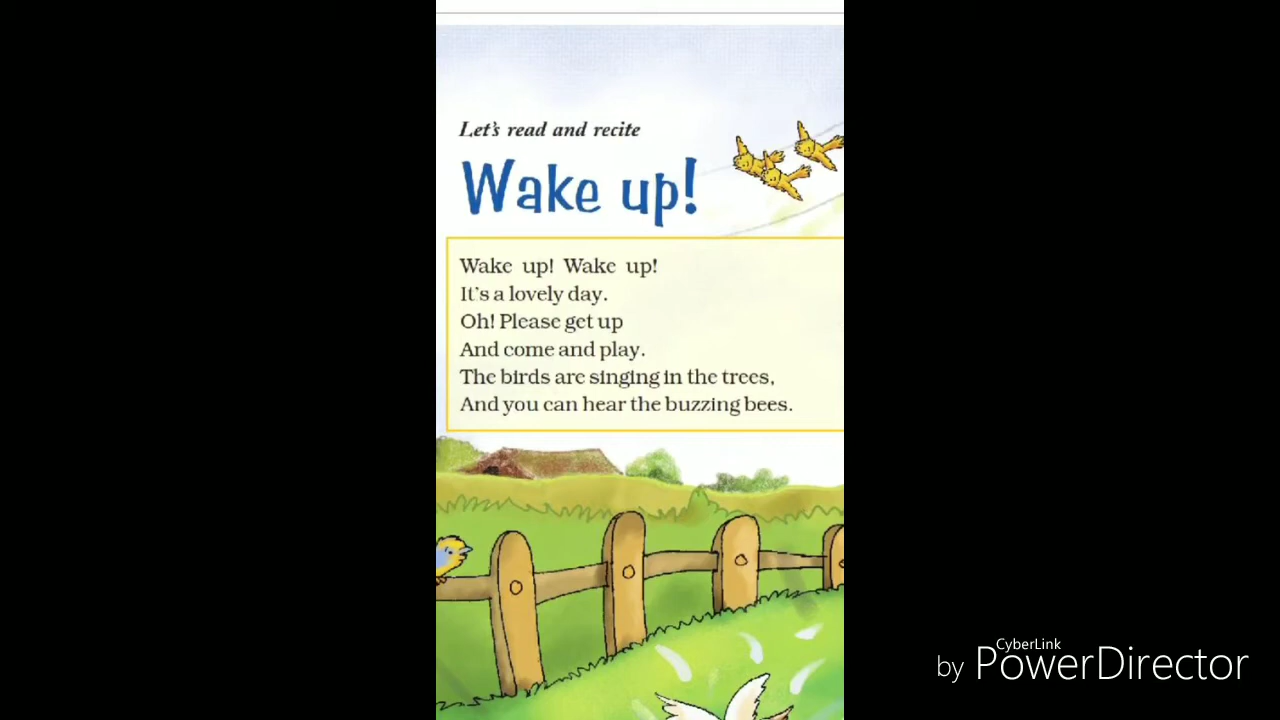 Let's read and recite
Wake up!
Wake up! Wake up!
It's a lovely day.
Oh! Please get up
And come and play.
The birds are singing in the trees,
And you can hear the buzzing bees.
CyberLink
by PowerDirector